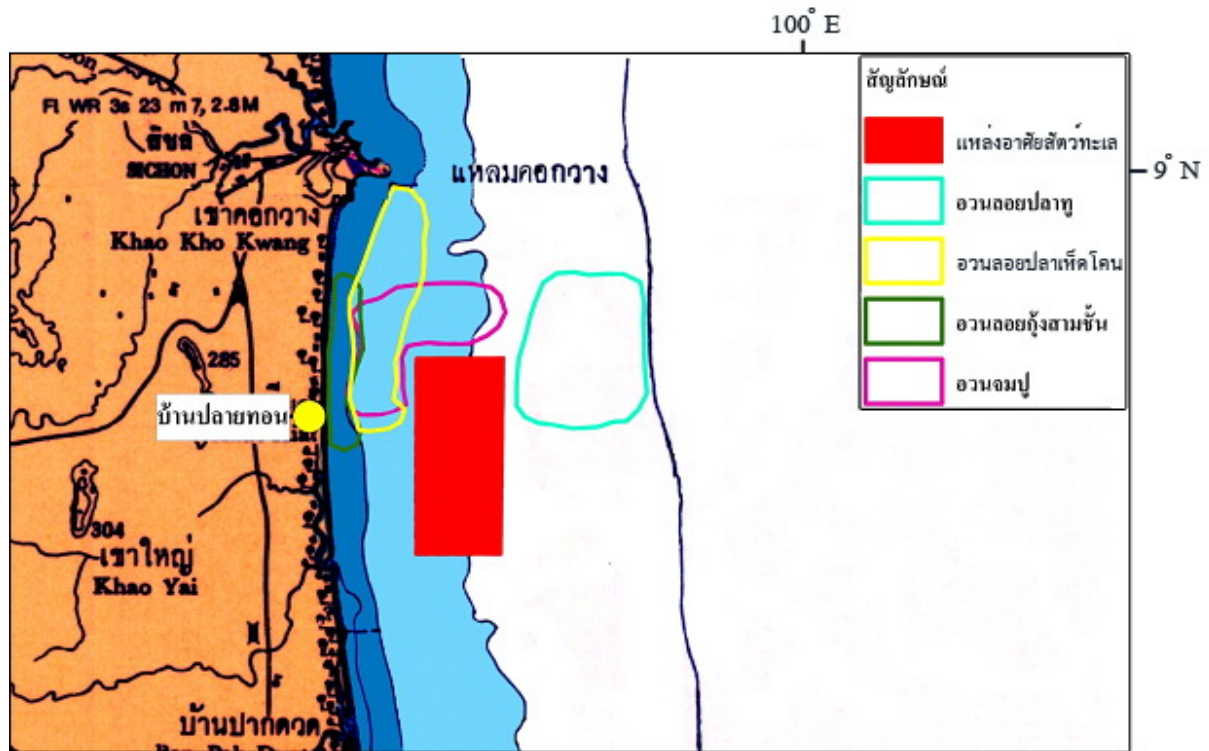 100° E
9° N
Fl WR 3s 23 m 7, 2.8M
สิชล
SICHON
แหลมคอกวาง
เขาคอกวาง
Khao Kho Kwang
285
บ้านปลายทอน
304
เขาใหญ่
Khao Yai
บ้านปากดวด
สัญลักษณ์
แหล่งอาศัยสัตว์ทะเล
อวนลอยปลาทู
อวนลอยปลาเห็ดโคน
อวนลอยกุ้งสามชั้น
อวนจมปู